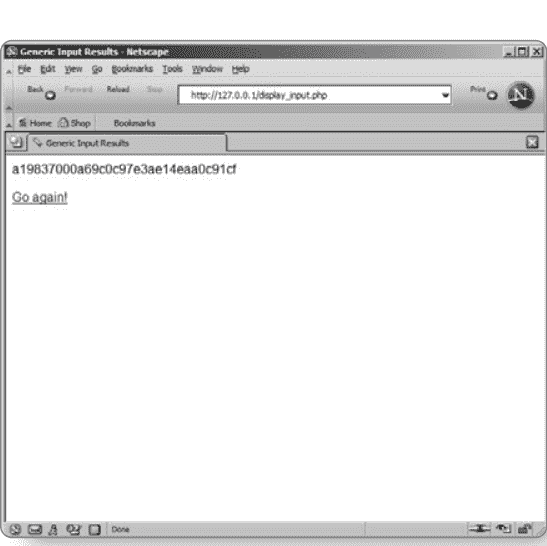 Generic Input Results - Netscape
File Edit View Go Bookmarks Tools Window Help
Back Forward Reload Stop http://127.0.0.1/display_input.php Print N
Home Shop Bookmarks
Generic Input Results
a19837000a69c0c97e3ae14eaa0c91cf
Go again!
Done